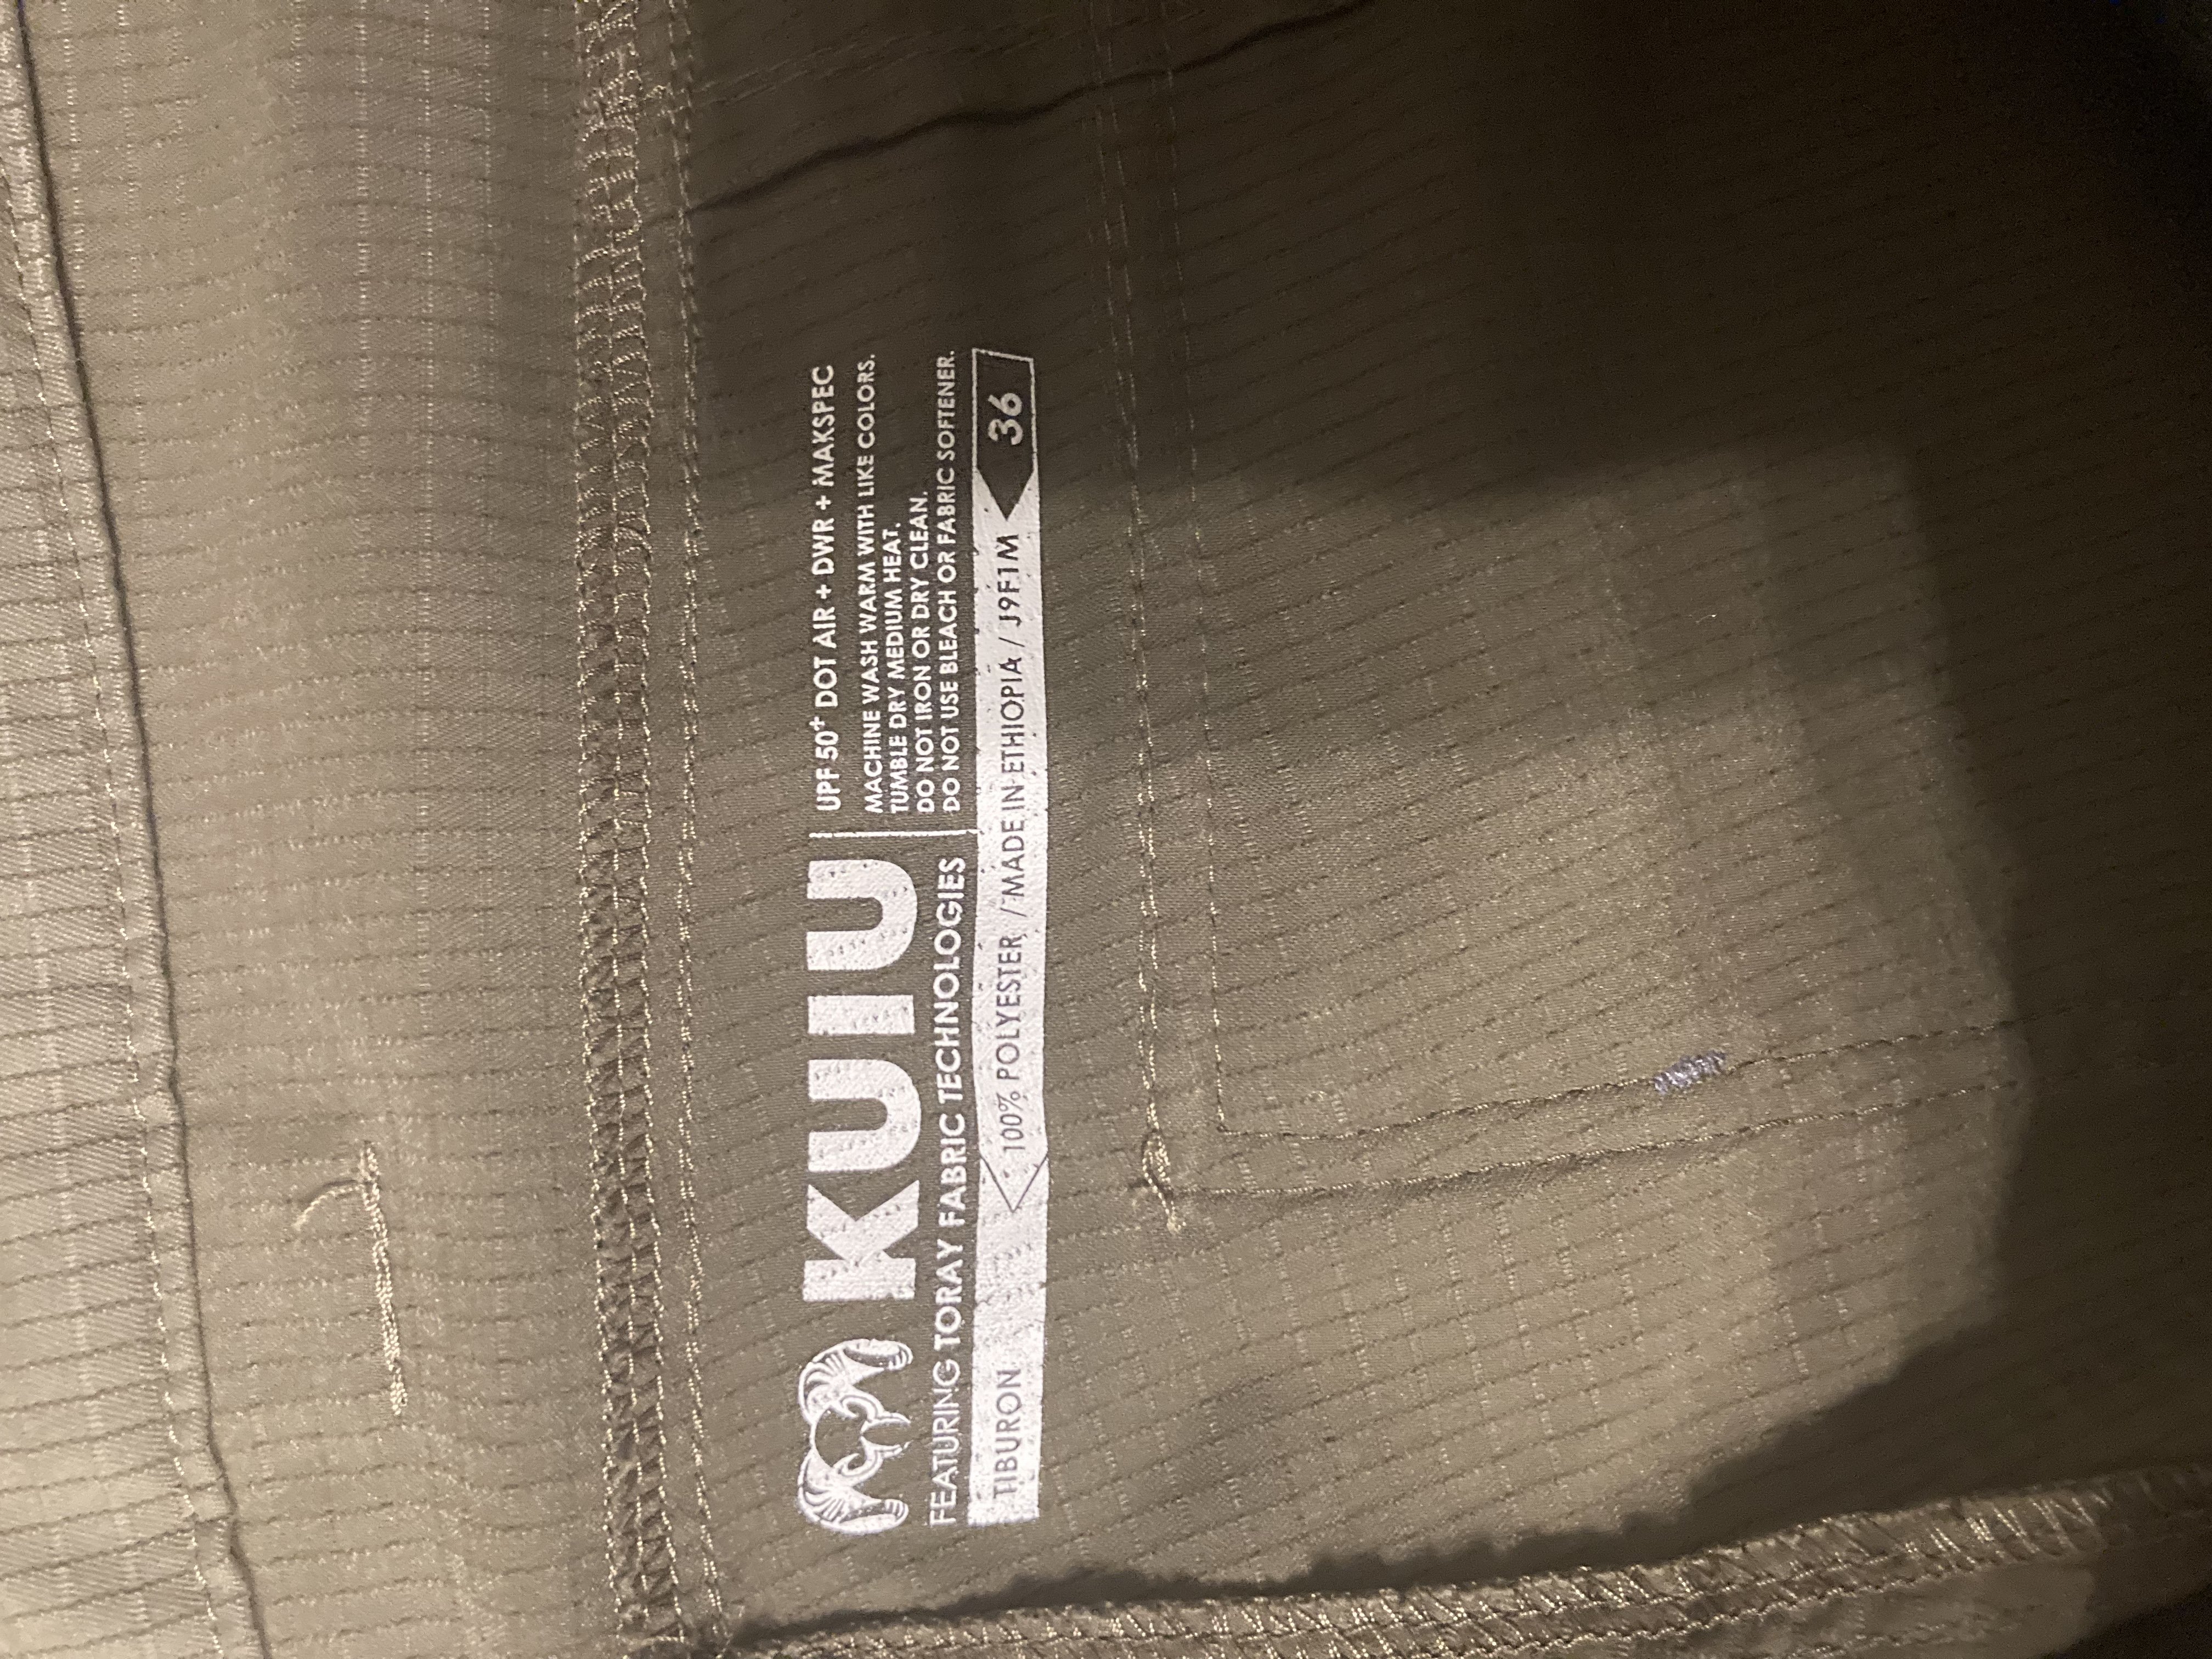 KUIU
FEATURING TORAY FABRIC TECHNOLOGIES
UPF 50+ DOT AIR + DWR + MAKSPEC
MACHINE WASH WARM WITH LIKE COLORS.
TUMBLE DRY MEDIUM HEAT.
DO NOT IRON OR DRY CLEAN.
DO NOT USE BLEACH OR FABRIC SOFTENER.
TIBURON 100% POLYESTER / MADE IN ETHIOPIA / J9F1M 36